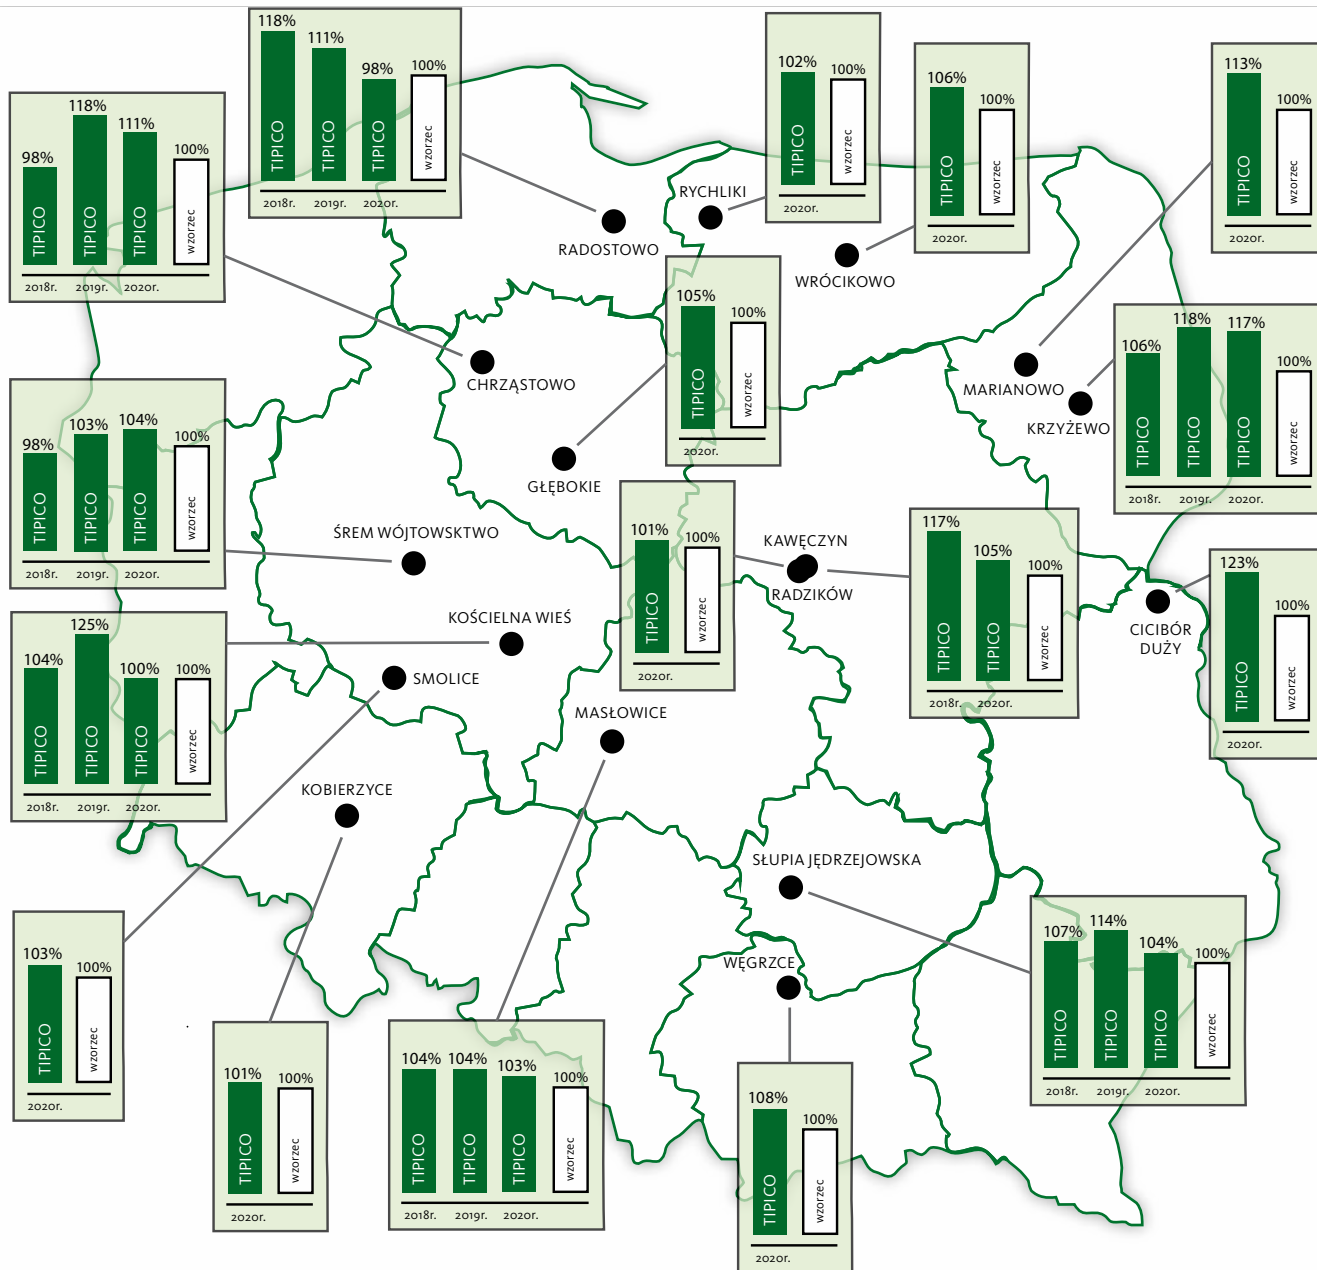 118%
111%
98%
100%
TIPICO
TIPICO
TIPICO
wzorzec
2018r.
2019r.
2020r.
102%
100%
TIPICO
wzorzec
2020r.
106%
100%
TIPICO
wzorzec
2020r.
113%
100%
TIPICO
wzorzec
2020r.
98%
118%
111%
100%
TIPICO
TIPICO
TIPICO
wzorzec
2018r.
2019r.
2020r.
RYCHLIKI
RADOSTOWO
WRÓCIKOWO
105%
100%
TIPICO
wzorzec
2020r.
106%
118%
117%
100%
TIPICO
TIPICO
TIPICO
wzorzec
2018r.
2019r.
2020r.
CHRZĄSTOWO
MARIANOWO
KRZYŻEWO
98%
103%
104%
100%
TIPICO
TIPICO
TIPICO
wzorzec
2018r.
2019r.
2020r.
GŁĘBOKIE
ŚREM WÓJTOWSKTWO
101%
100%
TIPICO
wzorzec
2020r.
KAWĘCZYN
RADZIKÓW
117%
105%
100%
TIPICO
TIPICO
wzorzec
2018r.
2020r.
123%
100%
TIPICO
wzorzec
2020r.
CICIBÓR
DUŻY
104%
125%
100%
100%
TIPICO
TIPICO
TIPICO
wzorzec
2018r.
2019r.
2020r.
KOŚCIELNA WIEŚ
SMOLICE
MASŁOWICE
KOBIERZYCE
SŁUPIA JĘDRZEJOWSKA
WĘGRZCE
103%
100%
TIPICO
wzorzec
2020r.
107%
114%
104%
100%
TIPICO
TIPICO
TIPICO
wzorzec
2018r.
2019r.
2020r.
101%
100%
TIPICO
wzorzec
2020r.
104%
104%
103%
100%
TIPICO
TIPICO
TIPICO
wzorzec
2018r.
2019r.
2020r.
108%
100%
TIPICO
wzorzec
2020r.